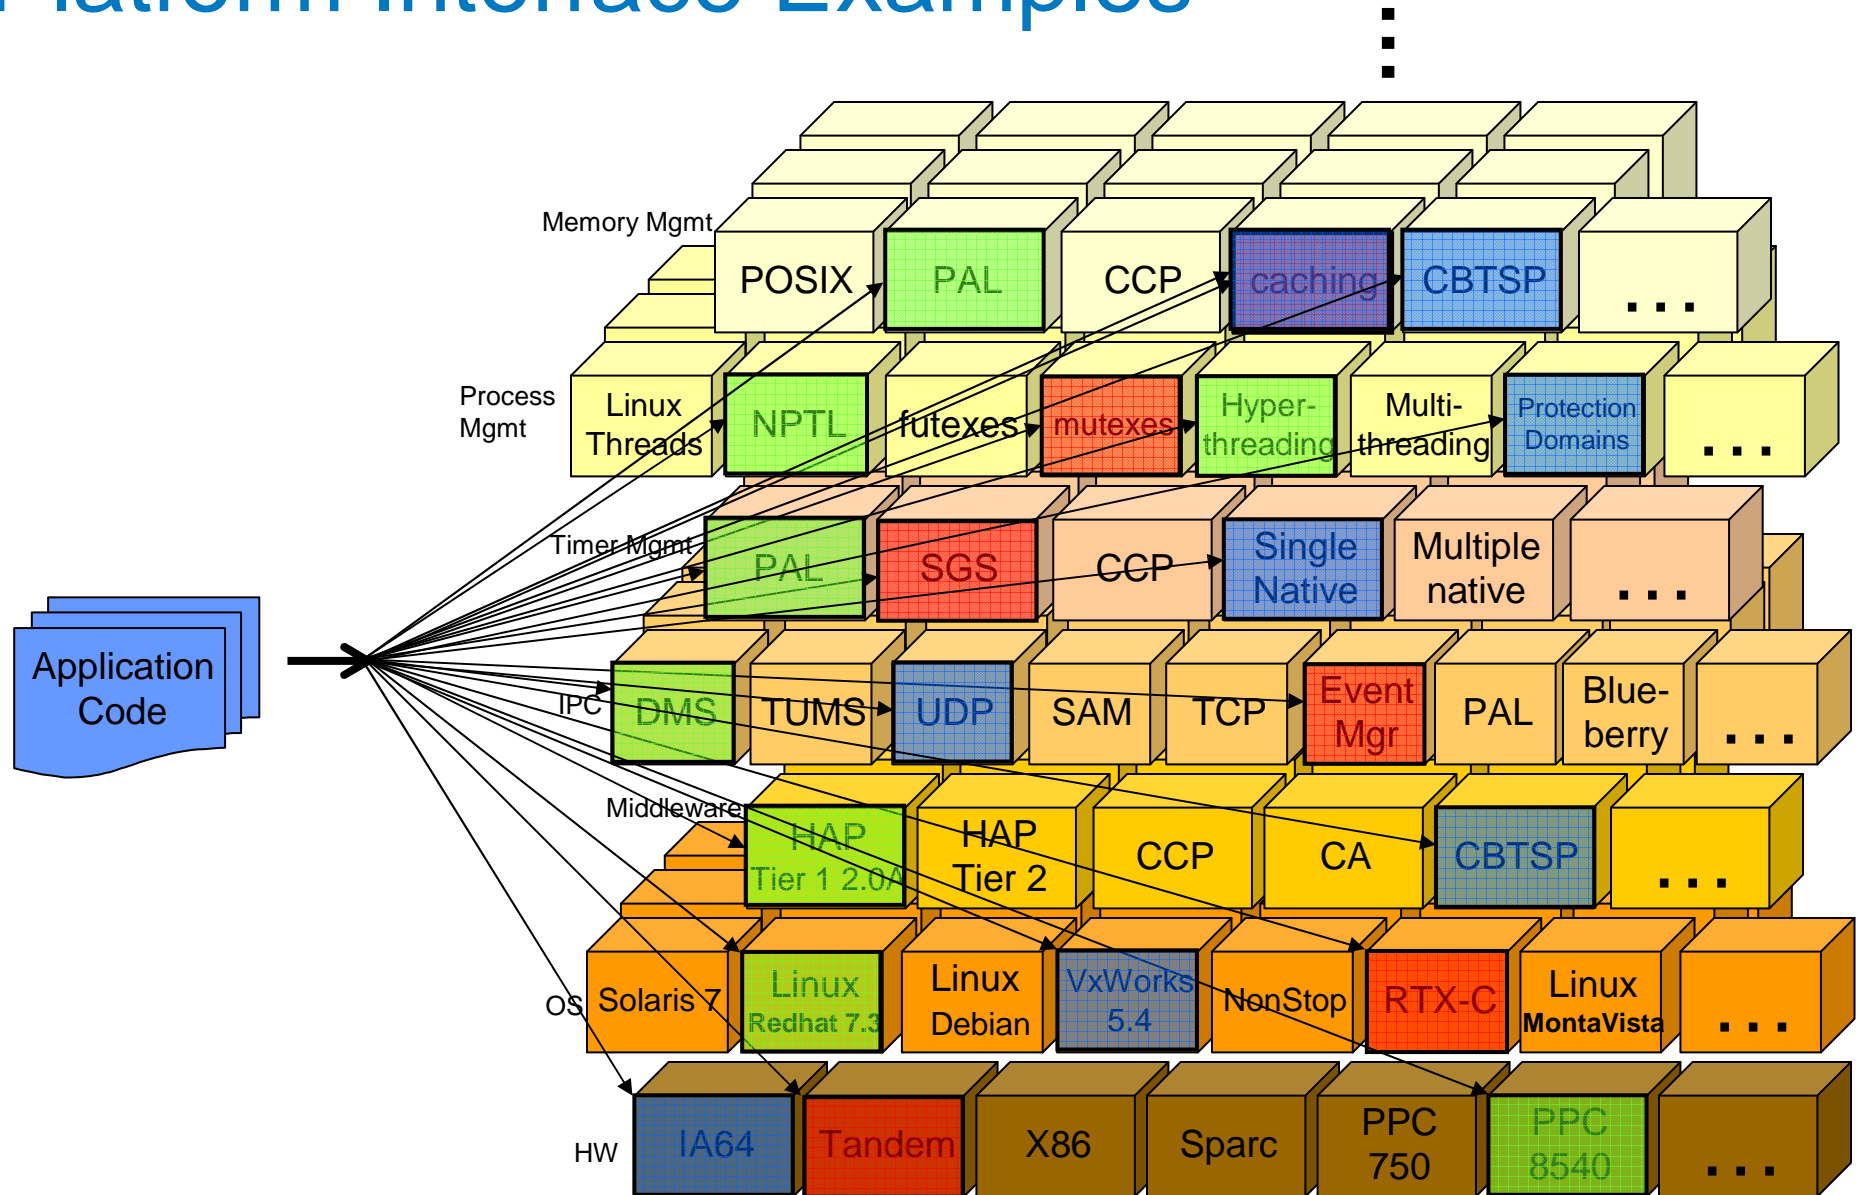 Platform Interface Examples
Memory Mgmt
POSIX
PAL
CCP
caching
CBTSP
...
Process
Mgmt
Linux
Threads
NPTL
futexes
mutexes
Hyper-
threading
Multi-
threading
Protection
Domains
...
Timer Mgmt
PAL
SGS
CCP
Single
Native
Multiple
native
...
Application
Code
IPC
DMS
TUMS
UDP
SAM
TCP
Event
Mgr
PAL
Blue-
berry
...
Middleware
HAP
Tier 1 2.0A
HAP
Tier 2
CCP
CA
CBTSP
...
OS
Solaris 7
Linux
Redhat 7.3
Linux
Debian
VxWorks
5.4
NonStop
RTX-C
Linux
MontaVista
...
HW
IA64
Tandem
X86
Sparc
PPC
750
PPC
8540
...